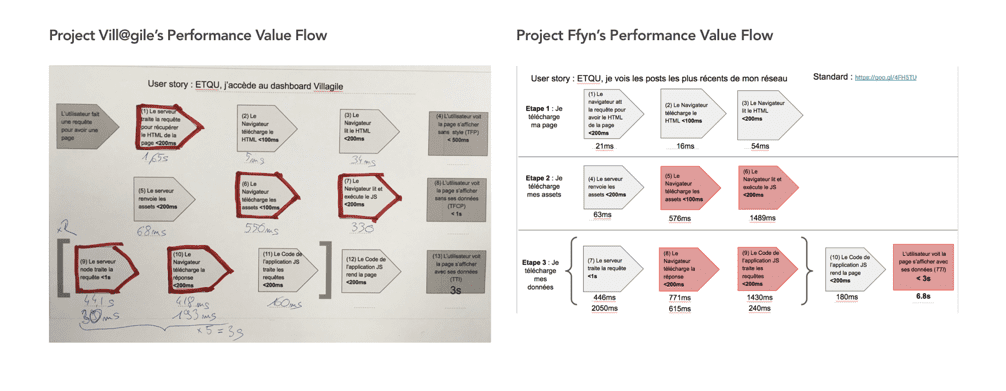 Project Vill@gile's Performance Value Flow
User story : ETQU, j'accède au dashboard Villagile
L'utilisateur fait
une requête
pour avoir une
page
(1) Le serveur
traite la requête
pour récupérer
le HTML de la
page <200ms
1,65s
(2) Le
Navigateur
télécharge le
HTML <100ms
5ms
(3) Le
Navigateur
lit le HTML
<200ms
34ms
(4) L'utilisateur voit
la page s'afficher
sans style (TFP)
< 500ms
(5) Le serveur
renvoie les
assets <200ms
68ms
(6) Le
Navigateur
télécharge les
assets <100ms
550ms
(7) Le
Navigateur lit et
exécute le JS
<200ms
330
(8) L'utilisateur voit
la page s'afficher
sans ses données
(TFCP)
< 1s
x2
(9) Le serveur
node traite la
requête <1s
441s
30ms
(10) Le
Navigateur
télécharge la
réponse
<200ms
418ms
193ms
(11) Le Code de
l'application JS
traite les
requêtes
<200ms
160ms
(12) Le Code de
l'application JS
rend la page
<200ms
(13) L'utilisateur voit
la page s'afficher
avec ses données
(TTI)
3s
x5 = 3s
Project Ffyn's Performance Value Flow
User story : ETQU, je vois les posts les plus récents de mon réseau
Standard : https://goo.gl/4FHSTU
Etape 1 : Je
télécharge
ma page
(1) Le
navigateur ait
la requête pour
avoir le HTML
de la page
<200ms
21ms
(2) Le Navigateur
télécharge le
HTML <100ms
16ms
(3) Le Navigateur
lit le HTML
<200ms
54ms
Etape 2 : Je
télécharge
mes assets
(4) Le serveur
renvoie les
assets <200ms
63ms
(5) Le
Navigateur
télécharge les
assets <100ms
576ms
(6) Le
Navigateur lit et
exécute le JS
<200ms
1489ms
Etape 3 : Je
télécharge
mes
données
(7) Le serveur
traite la requête
<1s
446ms
2050ms
(8) Le
Navigateur
télécharge la
réponse
<200ms
771ms
615ms
(9) Le Code de
l'application JS
traite les
requêtes
<200ms
1430ms
240ms
(10) Le Code de
l'application JS
rend la page
<200ms
180ms
L'utilisateur voit la
page s'afficher avec
ses données (TTI)
< 3s
6.8s